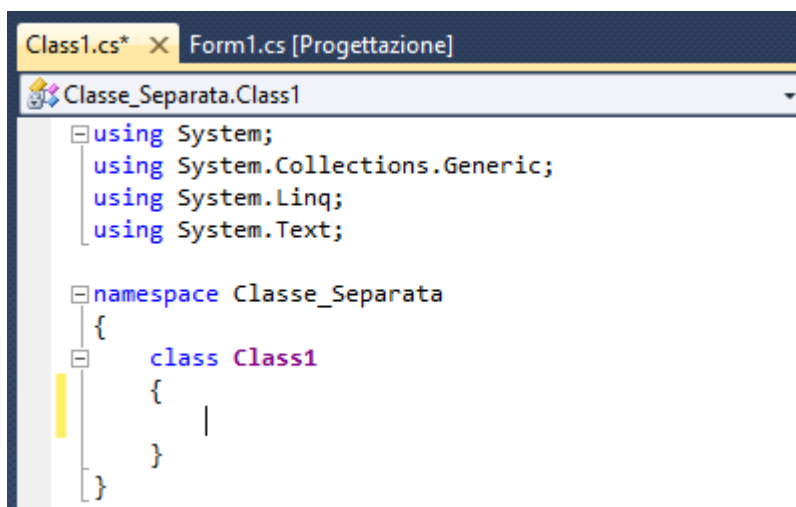 Class1.cs* Form1.cs [Progettazione]
Classe_Separata.Class1
using System;
using System.Collections.Generic;
using System.Linq;
using System.Text;
namespace Classe_Separata
{
class Class1
{
}
}